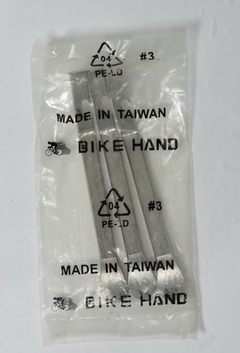 04
PE-LD #3
MADE IN TAIWAN
BIKE HAND
04 #3
PE-LD
MADE IN TAIWAN
BIKE HAND